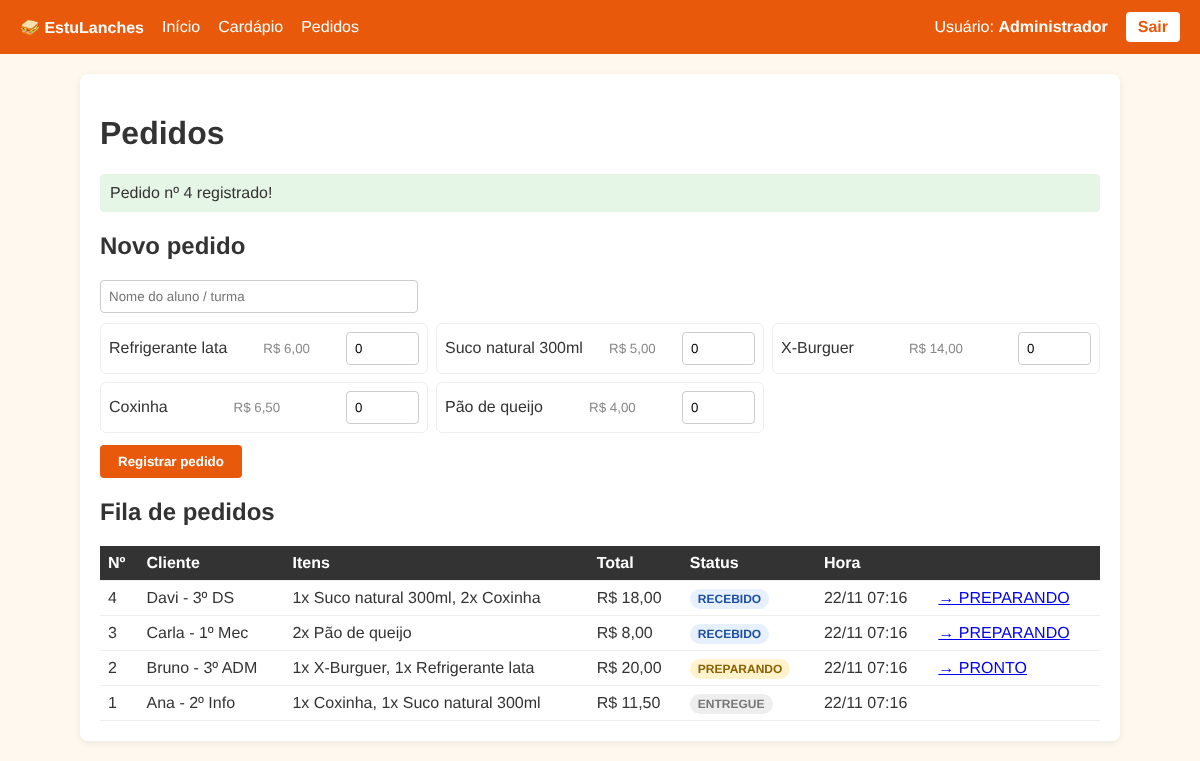 EstuLanches Início Cardápio Pedidos Usuário: Administrador Sair
Pedidos
Pedido nº 4 registrado!
Novo pedido
Nome do aluno / turma
Refrigerante lata R$ 6,00 0 Suco natural 300ml R$ 5,00 0 X-Burguer R$ 14,00 0
Coxinha R$ 6,50 0 Pão de queijo R$ 4,00 0
Registrar pedido
Fila de pedidos
Nº Cliente Itens Total Status Hora
4 Davi - 3º DS 1x Suco natural 300ml, 2x Coxinha R$ 18,00 RECEBIDO 22/11 07:16 → PREPARANDO
3 Carla - 1º Mec 2x Pão de queijo R$ 8,00 RECEBIDO 22/11 07:16 → PREPARANDO
2 Bruno - 3º ADM 1x X-Burguer, 1x Refrigerante lata R$ 20,00 PREPARANDO 22/11 07:16 → PRONTO
1 Ana - 2º Info 1x Coxinha, 1x Suco natural 300ml R$ 11,50 ENTREGUE 22/11 07:16